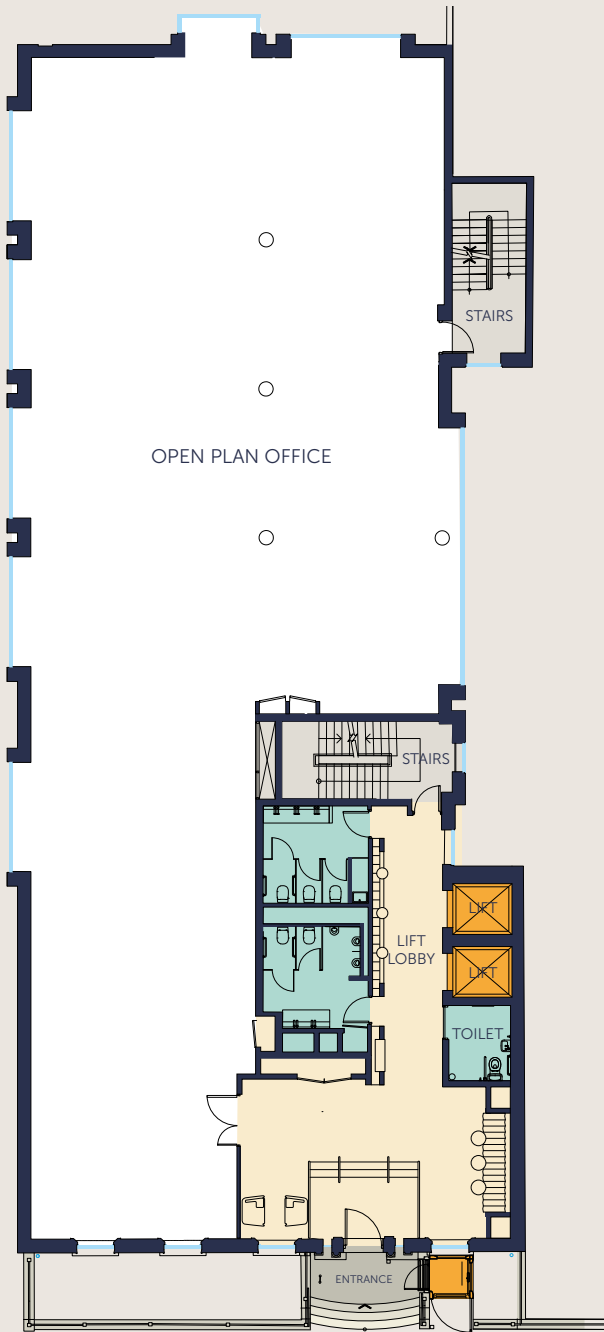 STAIRS
OPEN PLAN OFFICE
STAIRS
LIFT
LIFT
LOBBY
LIFT
TOILET
ENTRANCE